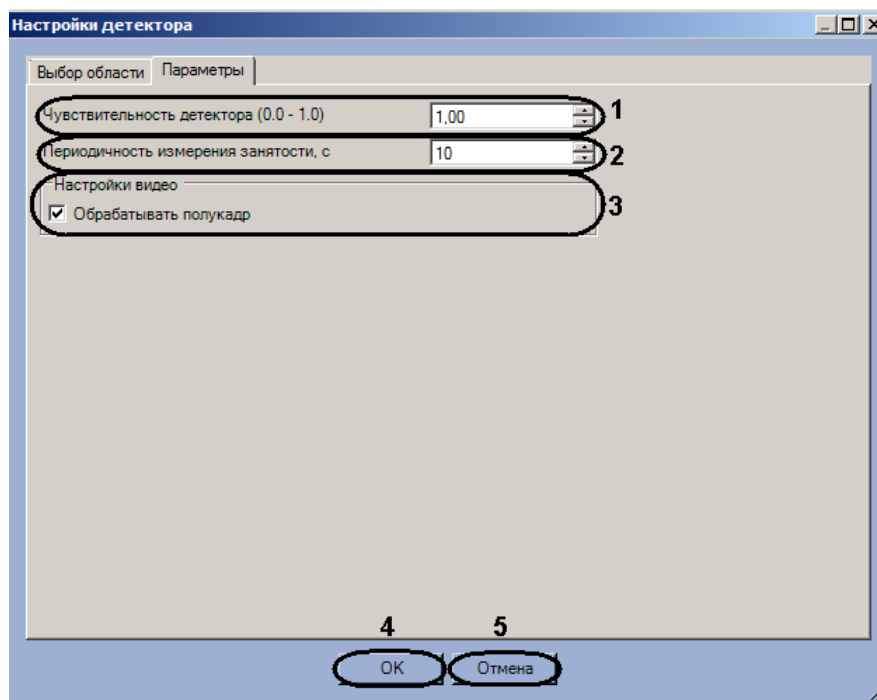 Настройки детектора
Выбор области Параметры
Чувствительность детектора (0.0 - 1.0) 1,00 1
Периодичность измерения занятости, с 10 2
Настройки видео
Обрабатывать полукадр 3
4 5
OK Отмена